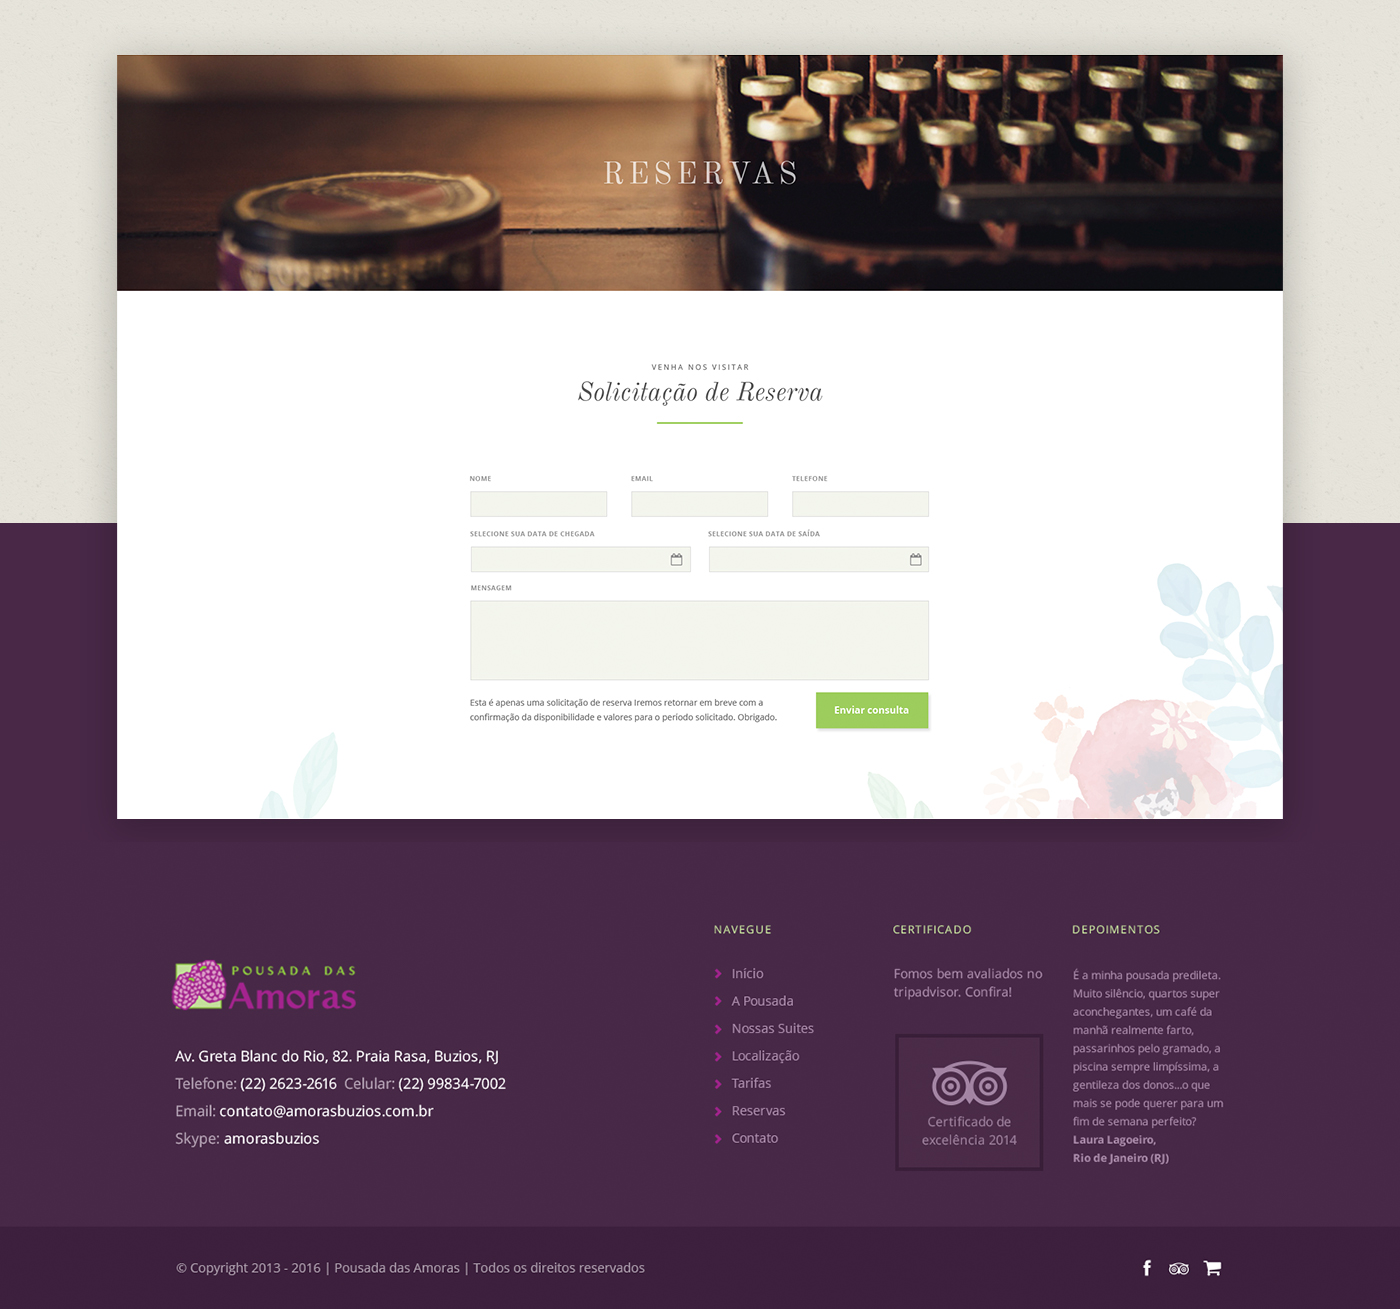 RESERVAS
VENHA NOS VISITAR
Solicitação de Reserva
NOME
EMAIL
TELEFONE
SELECIONE SUA DATA DE CHEGADA
SELECIONE SUA DATA DE SAÍDA
MENSAGEM
Esta é apenas uma solicitação de reserva Iremos retornar em breve com a
confirmação da disponibilidade e valores para o periodo solicitado. Obrigado.
Enviar consulta
POUSADA DAS
Amoras
Av. Greta Blanc do Rio, 82. Praia Rasa, Buzios, RJ
Telefone: (22) 2623-2616 Celular: (22) 99834-7002
Email: contato@amorasbuzios.com.br
Skype: amorasbuzios
NAVEGUE
Início
A Pousada
Nossas Suites
Localização
Tarifas
Reservas
Contato
CERTIFICADO
Fomos bem avaliados no
tripadvisor. Confira!
Certificado de
excelência 2014
DEPOIMENTOS
É a minha pousada predileta.
Muito silêncio, quartos super
aconchegantes, um café da
manhã realmente farto,
passarinhos pelo gramado, a
piscina sempre limpíssima, a
gentileza dos donos...o que
mais se pode querer para um
fim de semana perfeito?
Laura Lagoeiro,
Rio de Janeiro (RJ)
© Copyright 2013 - 2016 | Pousada das Amoras | Todos os direitos reservados